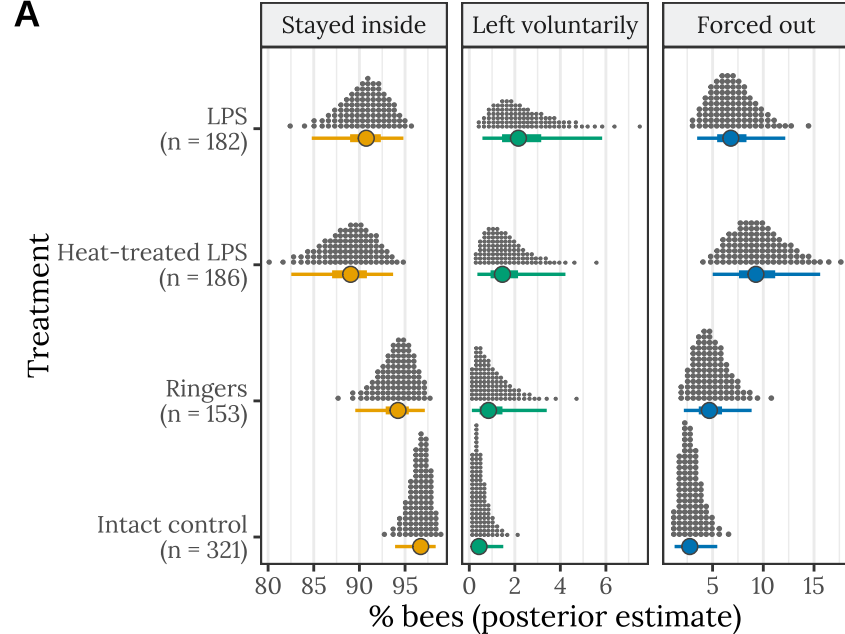 A
Stayed inside
Left voluntarily
Forced out
Treatment
LPS
(n = 182)
Heat-treated LPS
(n = 186)
Ringers
(n = 153)
Intact control
(n = 321)
80 85 90 95
0 2 4 6
5 10 15
% bees (posterior estimate)